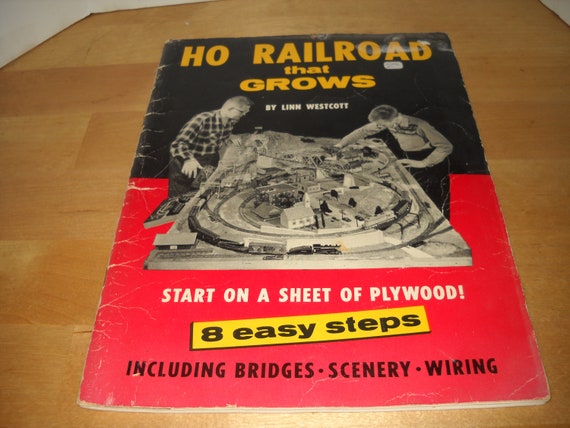 HO RAILROAD
that
GROWS
BY LINN WESTCOTT
START ON A SHEET OF PLYWOOD!
8 easy steps
INCLUDING BRIDGES · SCENERY · WIRING